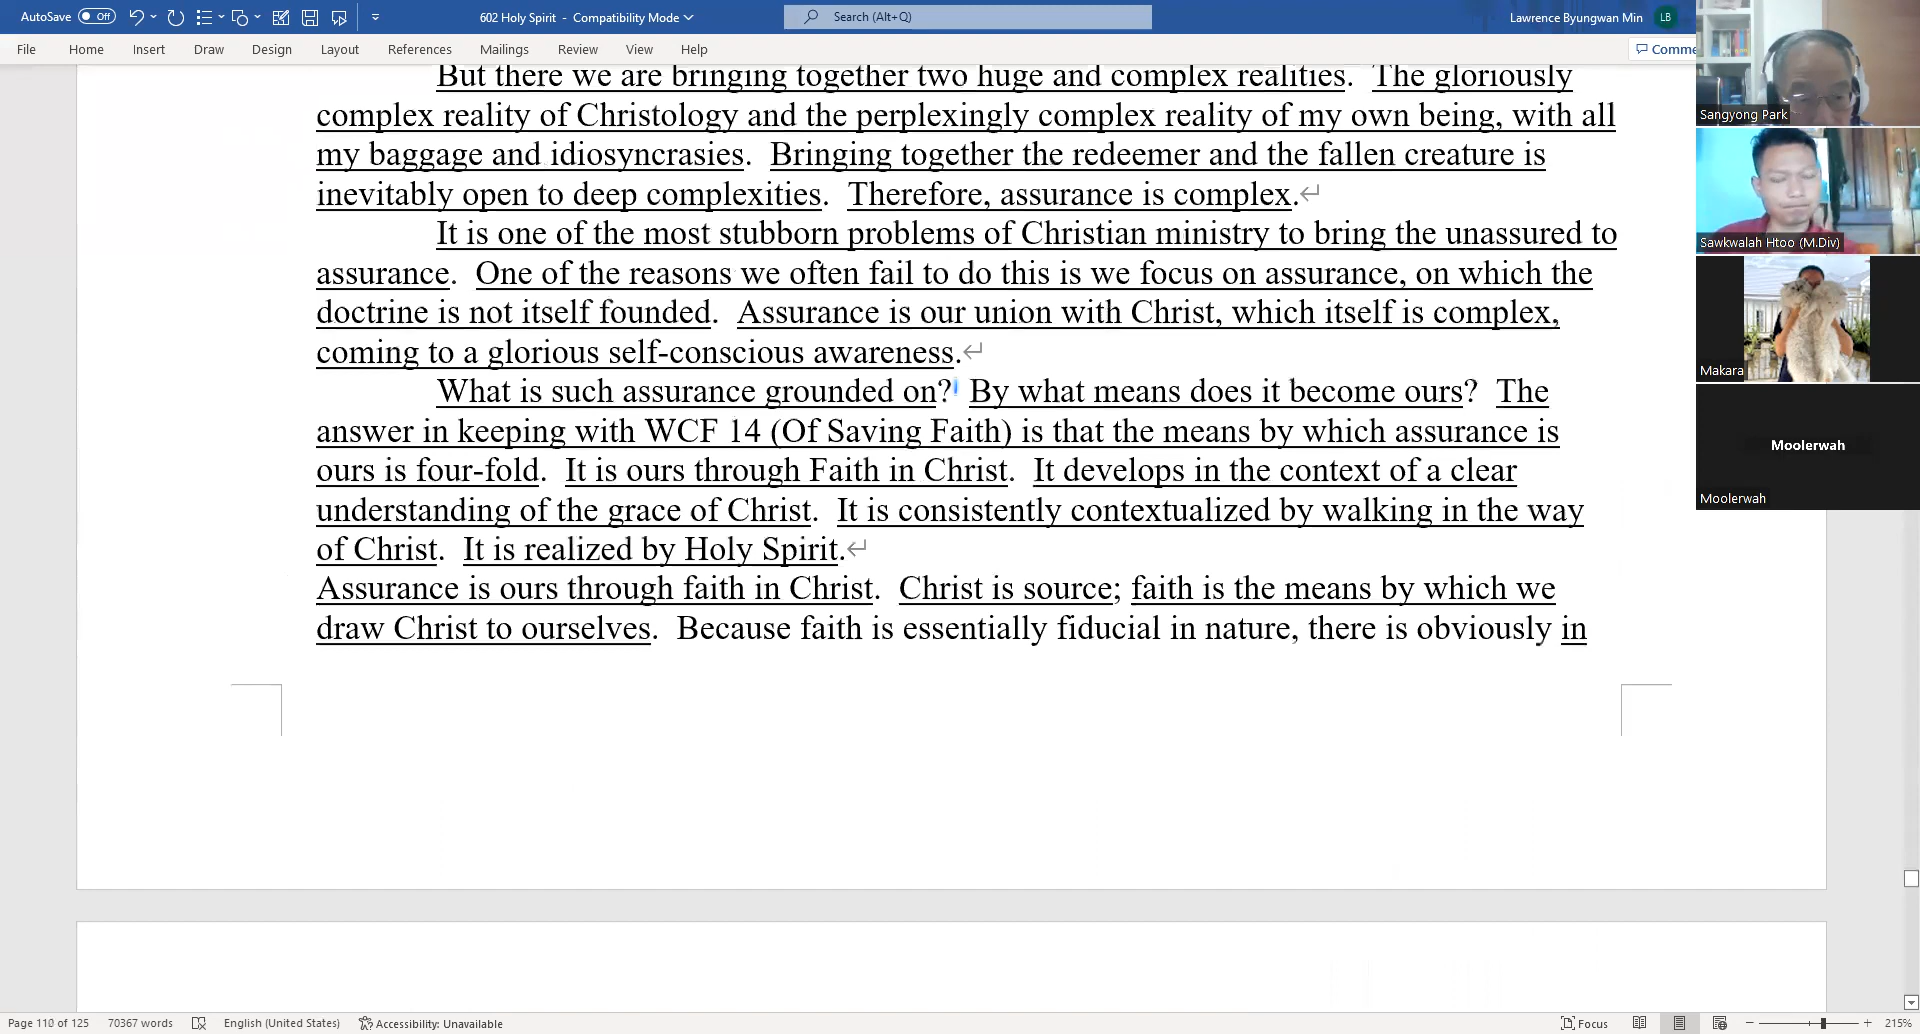 AutoSave Off 602 Holy Spirit - Compatibility Mode Search (Alt+Q) Lawrence Byungwan Min LB
File Home Insert Draw Design Layout References Mailings Review View Help Comme
But there we are bringing together two huge and complex realities. The gloriously
complex reality of Christology and the perplexingly complex reality of my own being, with all
my baggage and idiosyncrasies. Bringing together the redeemer and the fallen creature is
inevitably open to deep complexities. Therefore, assurance is complex.
It is one of the most stubborn problems of Christian ministry to bring the unassured to
assurance. One of the reasons we often fail to do this is we focus on assurance, on which the
doctrine is not itself founded. Assurance is our union with Christ, which itself is complex,
coming to a glorious self-conscious awareness.
What is such assurance grounded on? By what means does it become ours? The
answer in keeping with WCF 14 (Of Saving Faith) is that the means by which assurance is
ours is four-fold. It is ours through Faith in Christ. It develops in the context of a clear
understanding of the grace of Christ. It is consistently contextualized by walking in the way
of Christ. It is realized by Holy Spirit.
Assurance is ours through faith in Christ. Christ is source; faith is the means by which we
draw Christ to ourselves. Because faith is essentially fiducial in nature, there is obviously in
Sangyong Park
Sawkwalah Htoo (M.Div)
Makara
Moolerwah
Moolerwah
Page 110 of 125 70367 words English (United States) Accessibility: Unavailable Focus 215%